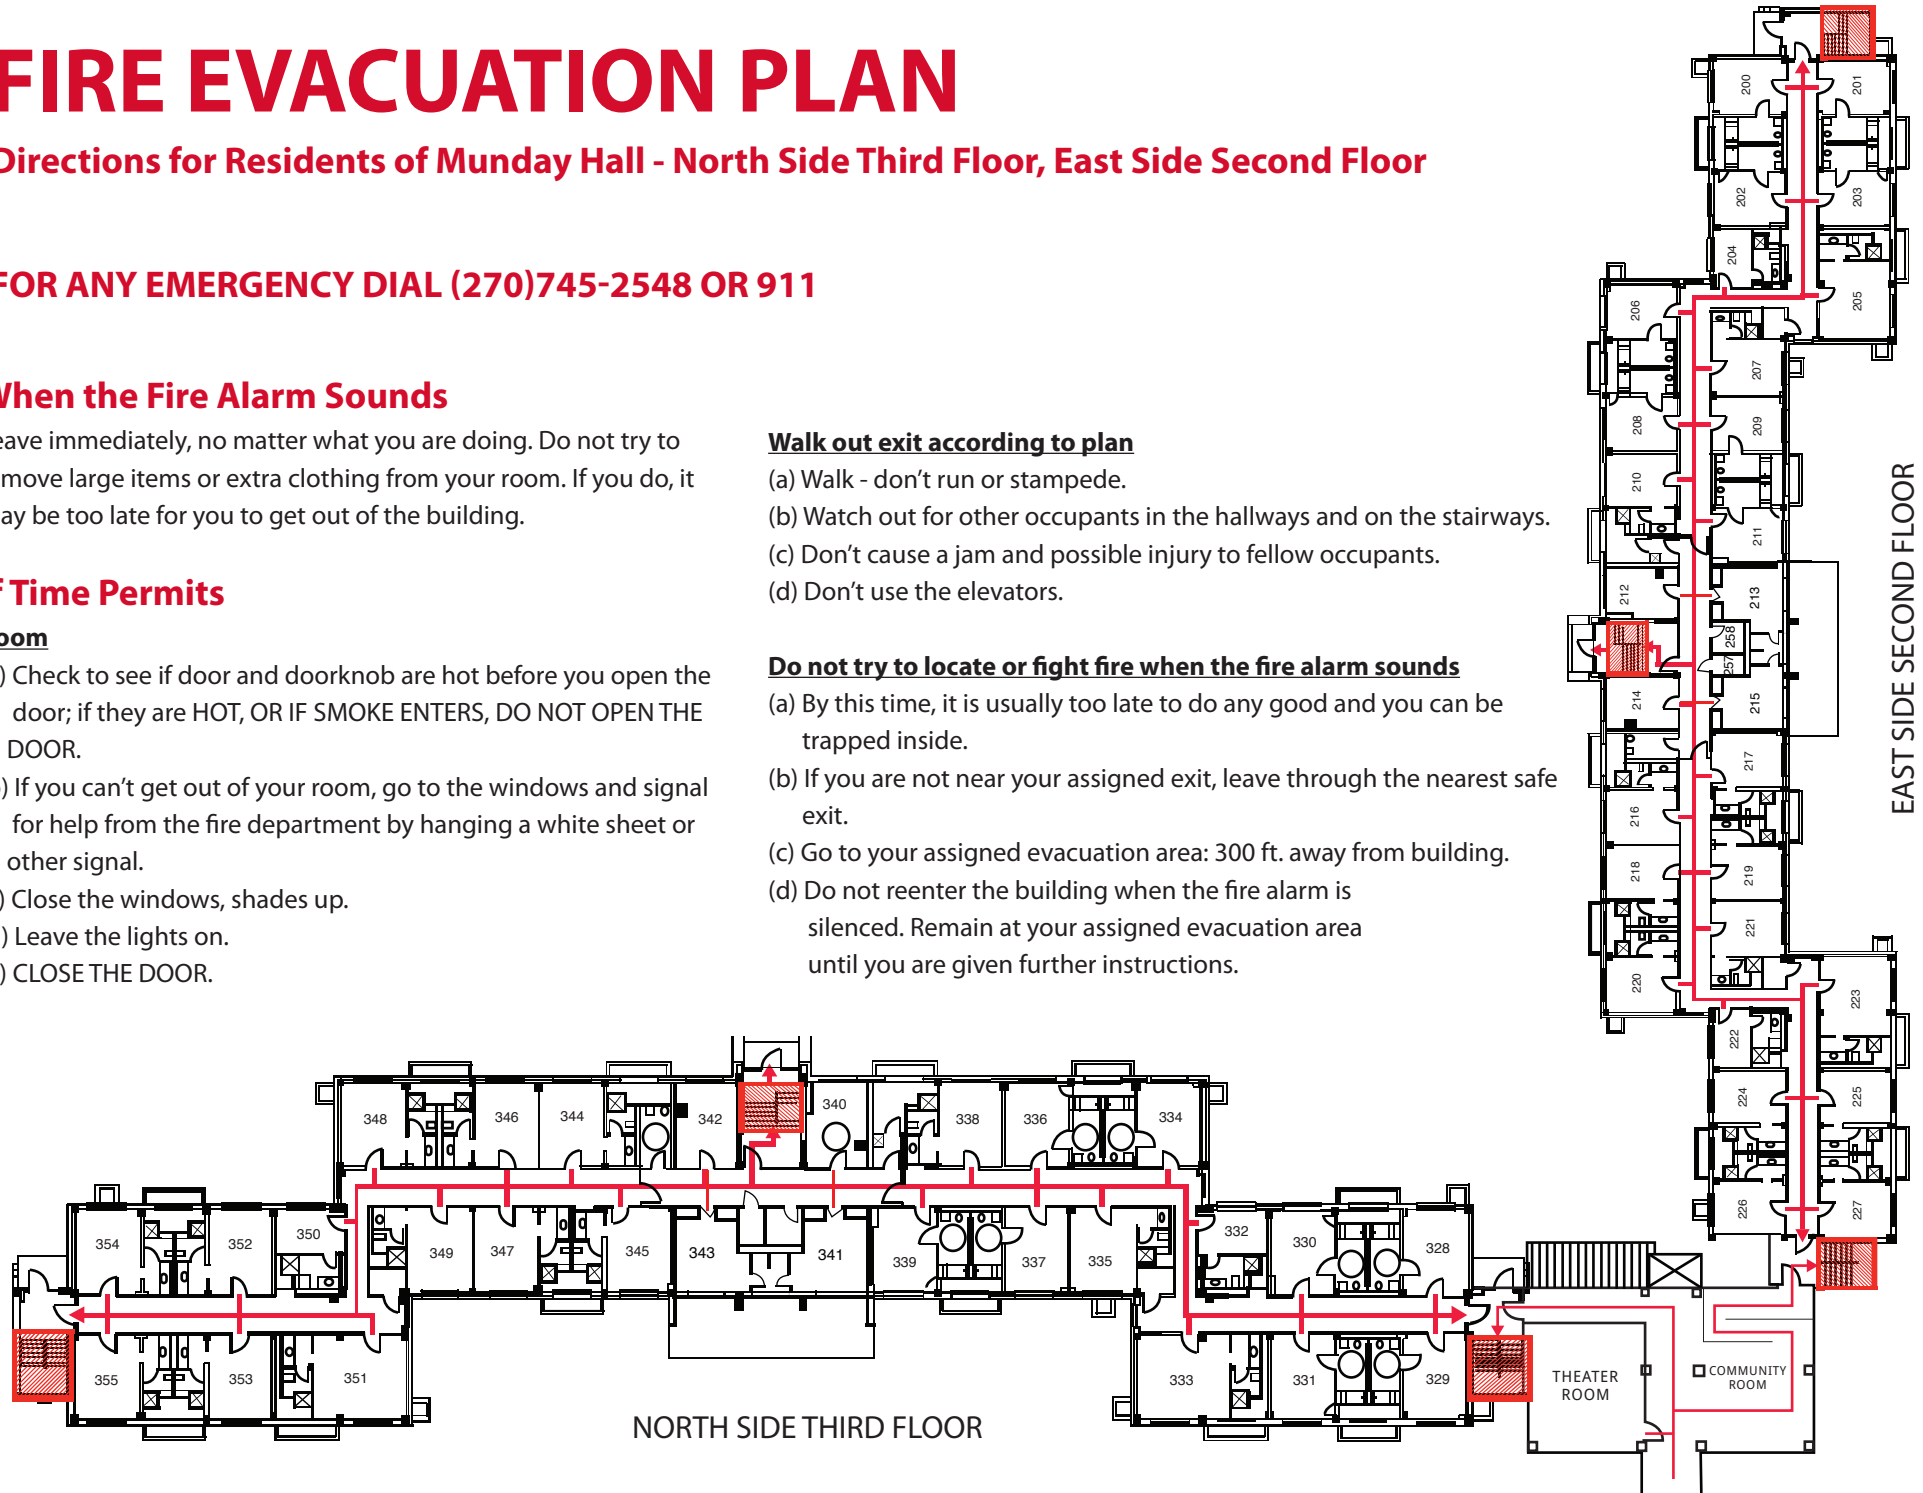 FIRE EVACUATION PLAN
Directions for Residents of Munday Hall - North Side Third Floor, East Side Second Floor
FOR ANY EMERGENCY DIAL (270)745-2548 OR 911
When the Fire Alarm Sounds
eave immediately, no matter what you are doing. Do not try to
move large items or extra clothing from your room. If you do, it
ay be too late for you to get out of the building.
f Time Permits
oom
) Check to see if door and doorknob are hot before you open the
door; if they are HOT, OR IF SMOKE ENTERS, DO NOT OPEN THE
DOOR.
) If you can't get out of your room, go to the windows and signal
for help from the fire department by hanging a white sheet or
other signal.
) Close the windows, shades up.
) Leave the lights on.
) CLOSE THE DOOR.
Walk out exit according to plan
(a) Walk - don't run or stampede.
(b) Watch out for other occupants in the hallways and on the stairways.
(c) Don't cause a jam and possible injury to fellow occupants.
(d) Don't use the elevators.
Do not try to locate or fight fire when the fire alarm sounds
(a) By this time, it is usually too late to do any good and you can be
trapped inside.
(b) If you are not near your assigned exit, leave through the nearest safe
exit.
(c) Go to your assigned evacuation area: 300 ft. away from building.
(d) Do not reenter the building when the fire alarm is
silenced. Remain at your assigned evacuation area
until you are given further instructions.
200
201
202
203
204
205
206
207
208
209
210
211
212
213
258
257
214
215
217
216
218
219
221
220
223
222
224
225
226
227
EAST SIDE SECOND FLOOR
348
346
344
342
340
338
336
334
354
352
350
349
347
345
343
341
339
337
335
332
330
328
355
353
351
333
331
329
THEATER
ROOM
COMMUNITY
ROOM
NORTH SIDE THIRD FLOOR